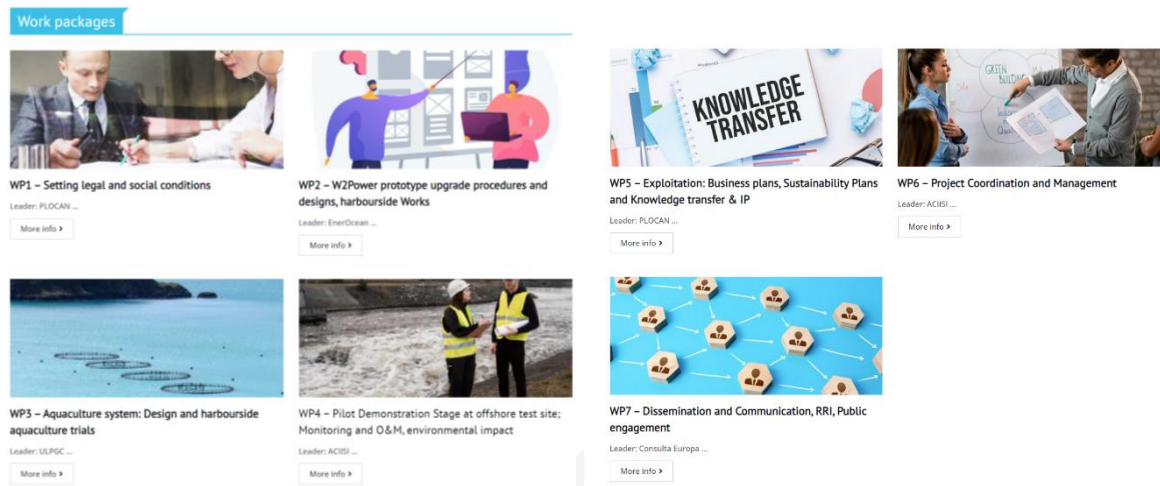 Work packages
WP1 – Setting legal and social conditions
Leader: PLOCAN ...
More info >
WP2 – W2Power prototype upgrade procedures and
designs, harbourside Works
Leader: EnerOcean ...
More info >
WP3 – Aquaculture system: Design and harbourside
aquaculture trials
Leader: ULPGC ...
More info >
WP4 – Pilot Demonstration Stage at offshore test site;
Monitoring and O&M, environmental impact
Leader: ACIISI ...
More info >
KNOWLEDGE
TRANSFER
WP5 – Exploitation: Business plans, Sustainability Plans
and Knowledge transfer & IP
Leader: PLOCAN ...
More info >
GREEN
BUILDING
WP6 – Project Coordination and Management
Leader: ACIISI ...
More info >
WP7 – Dissemination and Communication, RRI, Public
engagement
Leader: Consulta Europa ...
More info >